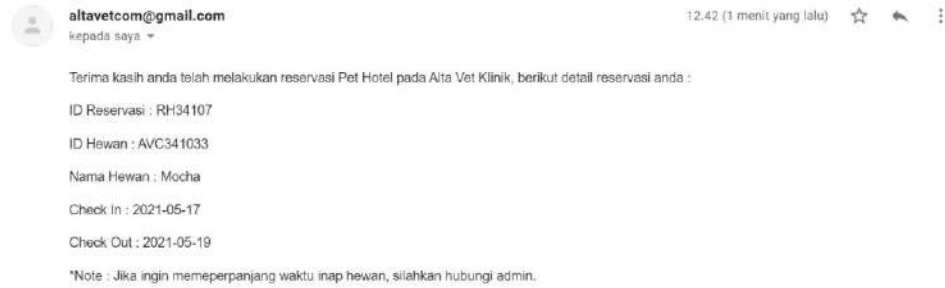 altavetcom@gmail.com 12.42 (1 menit yang lalu)
kepada saya
Terima kasih anda telah melakukan reservasi Pet Hotel pada Alta Vet Klinik, berikut detail reservasi anda :
ID Reservasi : RH34107
ID Hewan : AVC341033
Nama Hewan : Mocha
Check In : 2021-05-17
Check Out : 2021-05-19
*Note : Jika ingin memeperpanjang waktu inap hewan, silahkan hubungi admin.